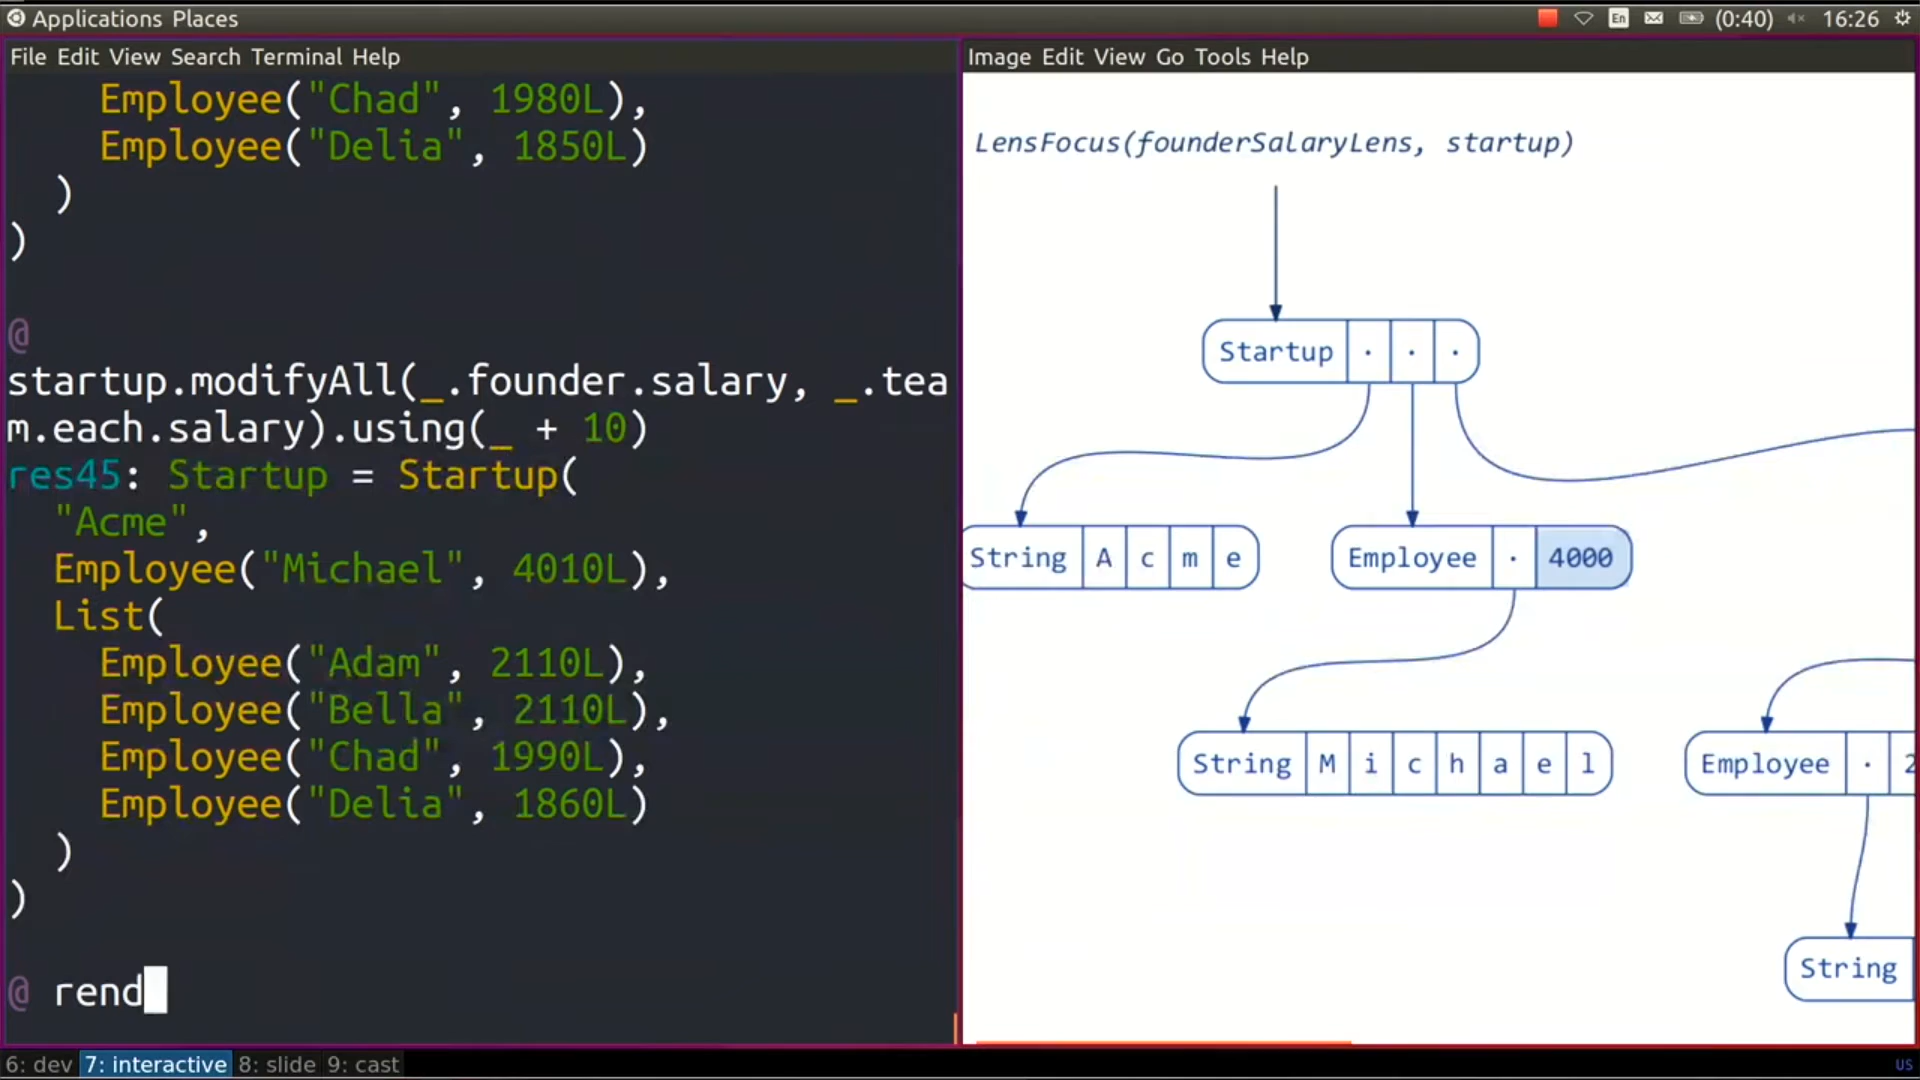 Applications Places
En (0:40) 16:26
File Edit View Search Terminal Help
Employee("Chad", 1980L),
Employee("Delia", 1850L)
)
)
@
startup.modifyAll(_.founder.salary, _.tea
m.each.salary).using(_ + 10)
res45: Startup = Startup(
"Acme",
Employee("Michael", 4010L),
List(
Employee("Adam", 2110L),
Employee("Bella", 2110L),
Employee("Chad", 1990L),
Employee("Delia", 1860L)
)
)
@ rend
Image Edit View Go Tools Help
LensFocus(founderSalaryLens, startup)
Startup · · ·
String A c m e
Employee · 4000
String M i c h a e l
Employee · 2
String
6: dev 7: interactive 8: slide 9: cast
US